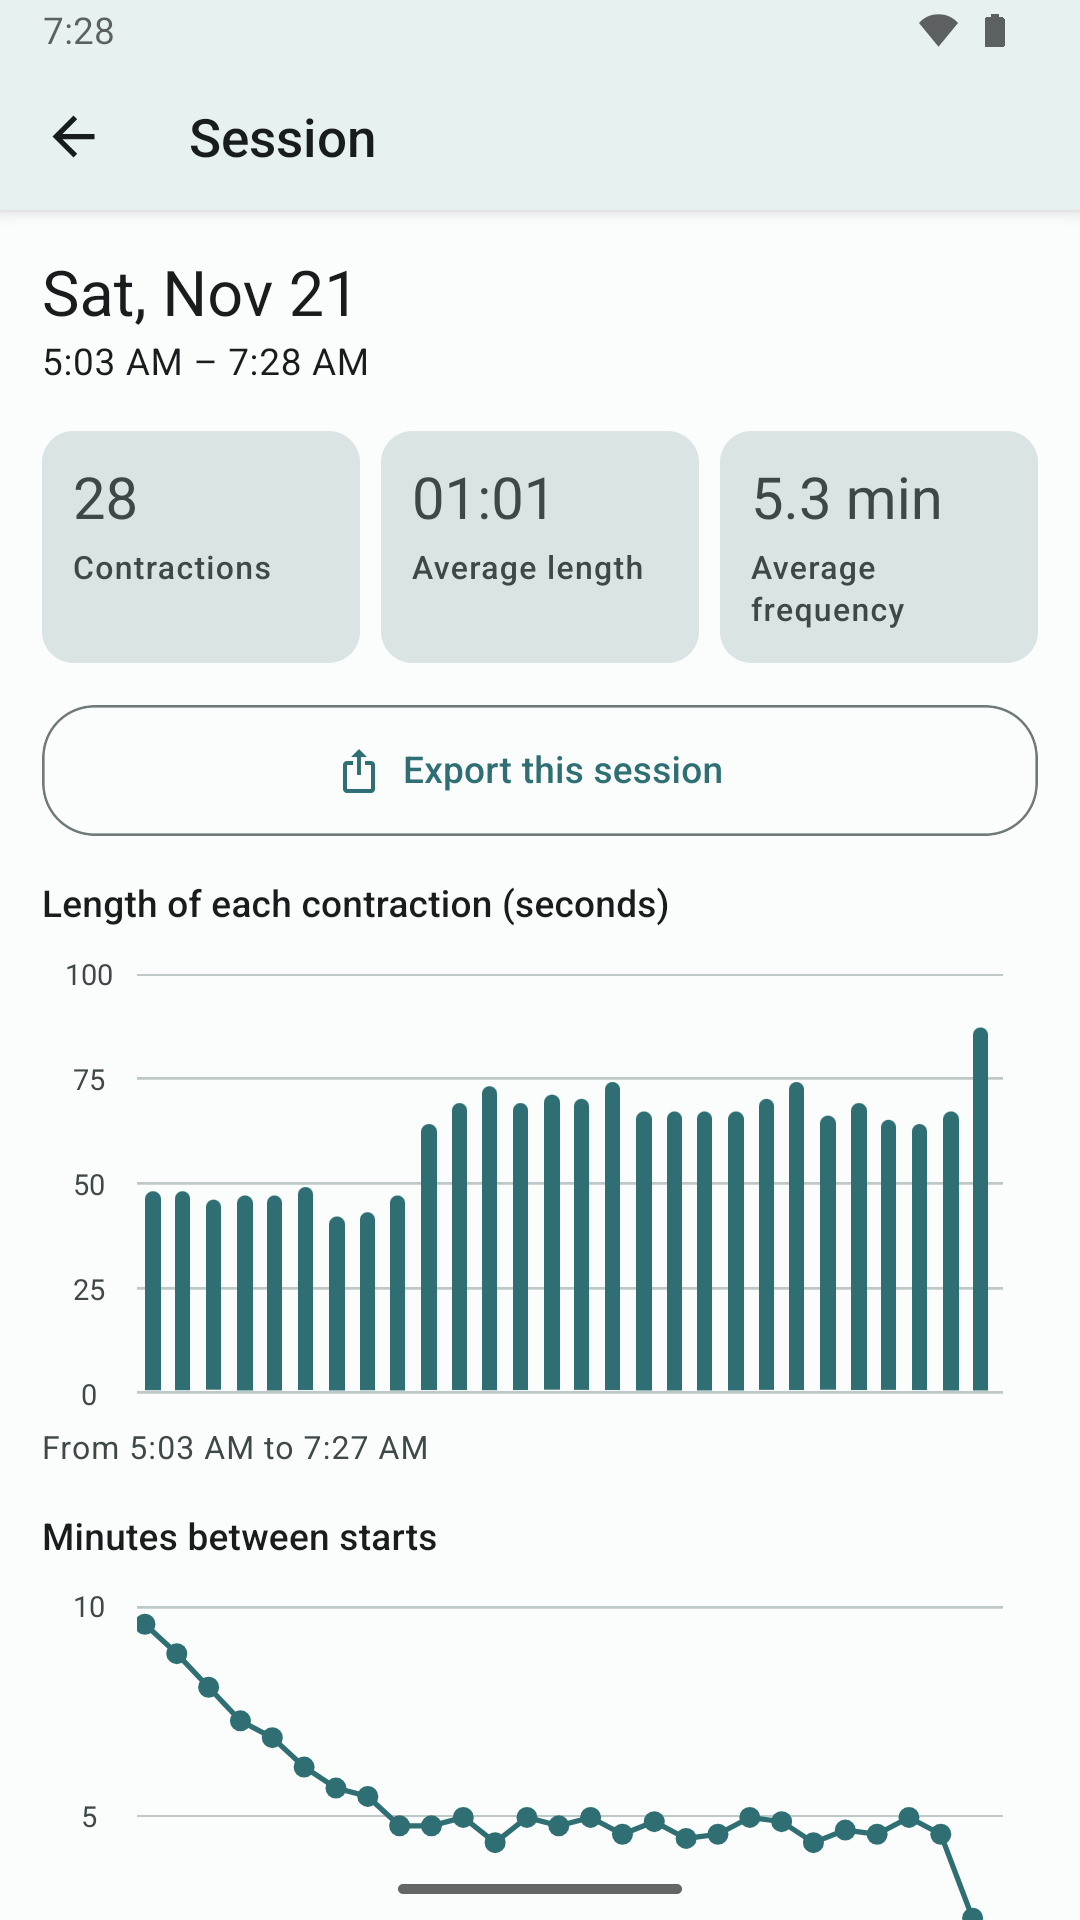 7:28
Session
Sat, Nov 21
5:03 AM – 7:28 AM
28
Contractions
01:01
Average length
5.3 min
Average
frequency
Export this session
Length of each contraction (seconds)
100
75
50
25
0
From 5:03 AM to 7:27 AM
Minutes between starts
10
5